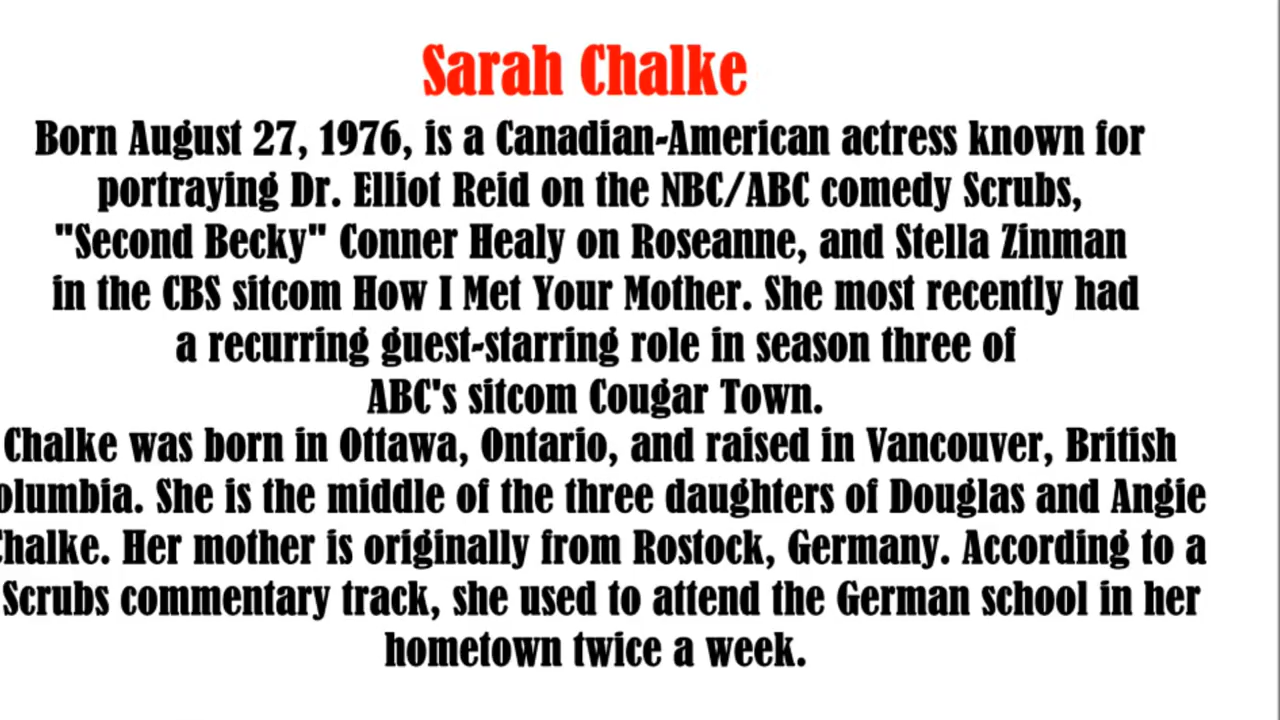 Sarah Chalke
Born August 27, 1976, is a Canadian-American actress known for
portraying Dr. Elliot Reid on the NBC/ABC comedy Scrubs,
"Second Becky" Conner Healy on Roseanne, and Stella Zinman
in the CBS sitcom How I Met Your Mother. She most recently had
a recurring guest-starring role in season three of
ABC's sitcom Cougar Town.
Chalke was born in Ottawa, Ontario, and raised in Vancouver, British
olumbia. She is the middle of the three daughters of Douglas and Angie
Chalke. Her mother is originally from Rostock, Germany. According to a
Scrubs commentary track, she used to attend the German school in her
hometown twice a week.